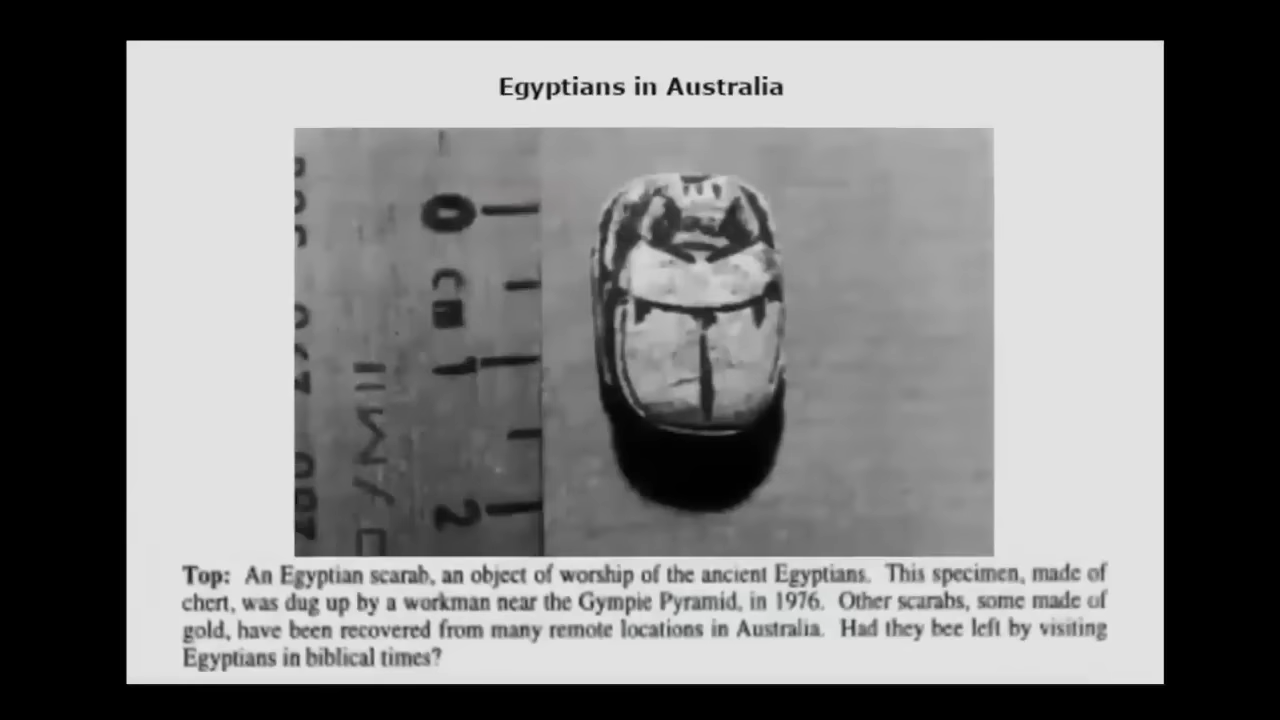 Egyptians in Australia
0
cm
1
2
Top: An Egyptian scarab, an object of worship of the ancient Egyptians. This specimen, made of
chert, was dug up by a workman near the Gympie Pyramid, in 1976. Other scarabs, some made of
gold, have been recovered from many remote locations in Australia. Had they bee left by visiting
Egyptians in biblical times?